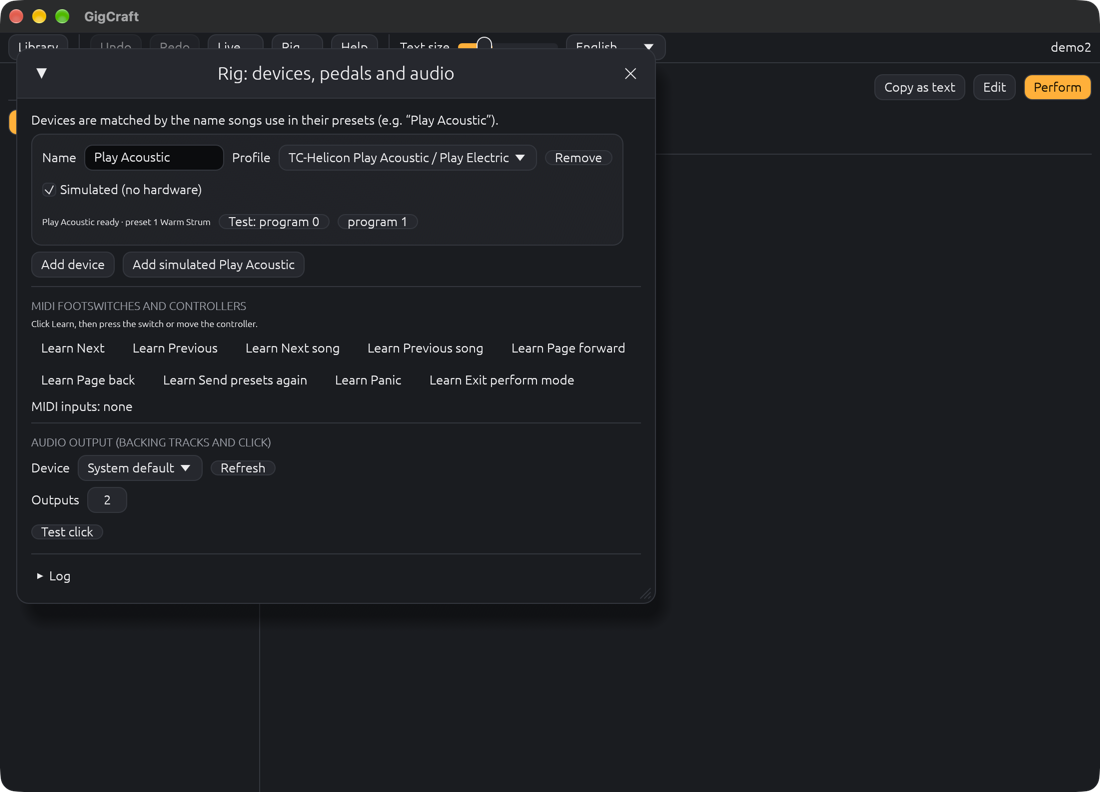 GigCraft
Library Undo Redo Live Rig Help Text size English demo2
Rig: devices, pedals and audio
Copy as text Edit Perform
Devices are matched by the name songs use in their presets (e.g. “Play Acoustic”).
Name Play Acoustic Profile TC-Helicon Play Acoustic / Play Electric Remove
Simulated (no hardware)
Play Acoustic ready · preset 1 Warm Strum Test: program 0 program 1
Add device Add simulated Play Acoustic
MIDI FOOTSWITCHES AND CONTROLLERS
Click Learn, then press the switch or move the controller.
Learn Next Learn Previous Learn Next song Learn Previous song Learn Page forward
Learn Page back Learn Send presets again Learn Panic Learn Exit perform mode
MIDI inputs: none
AUDIO OUTPUT (BACKING TRACKS AND CLICK)
Device System default Refresh
Outputs 2
Test click
Log